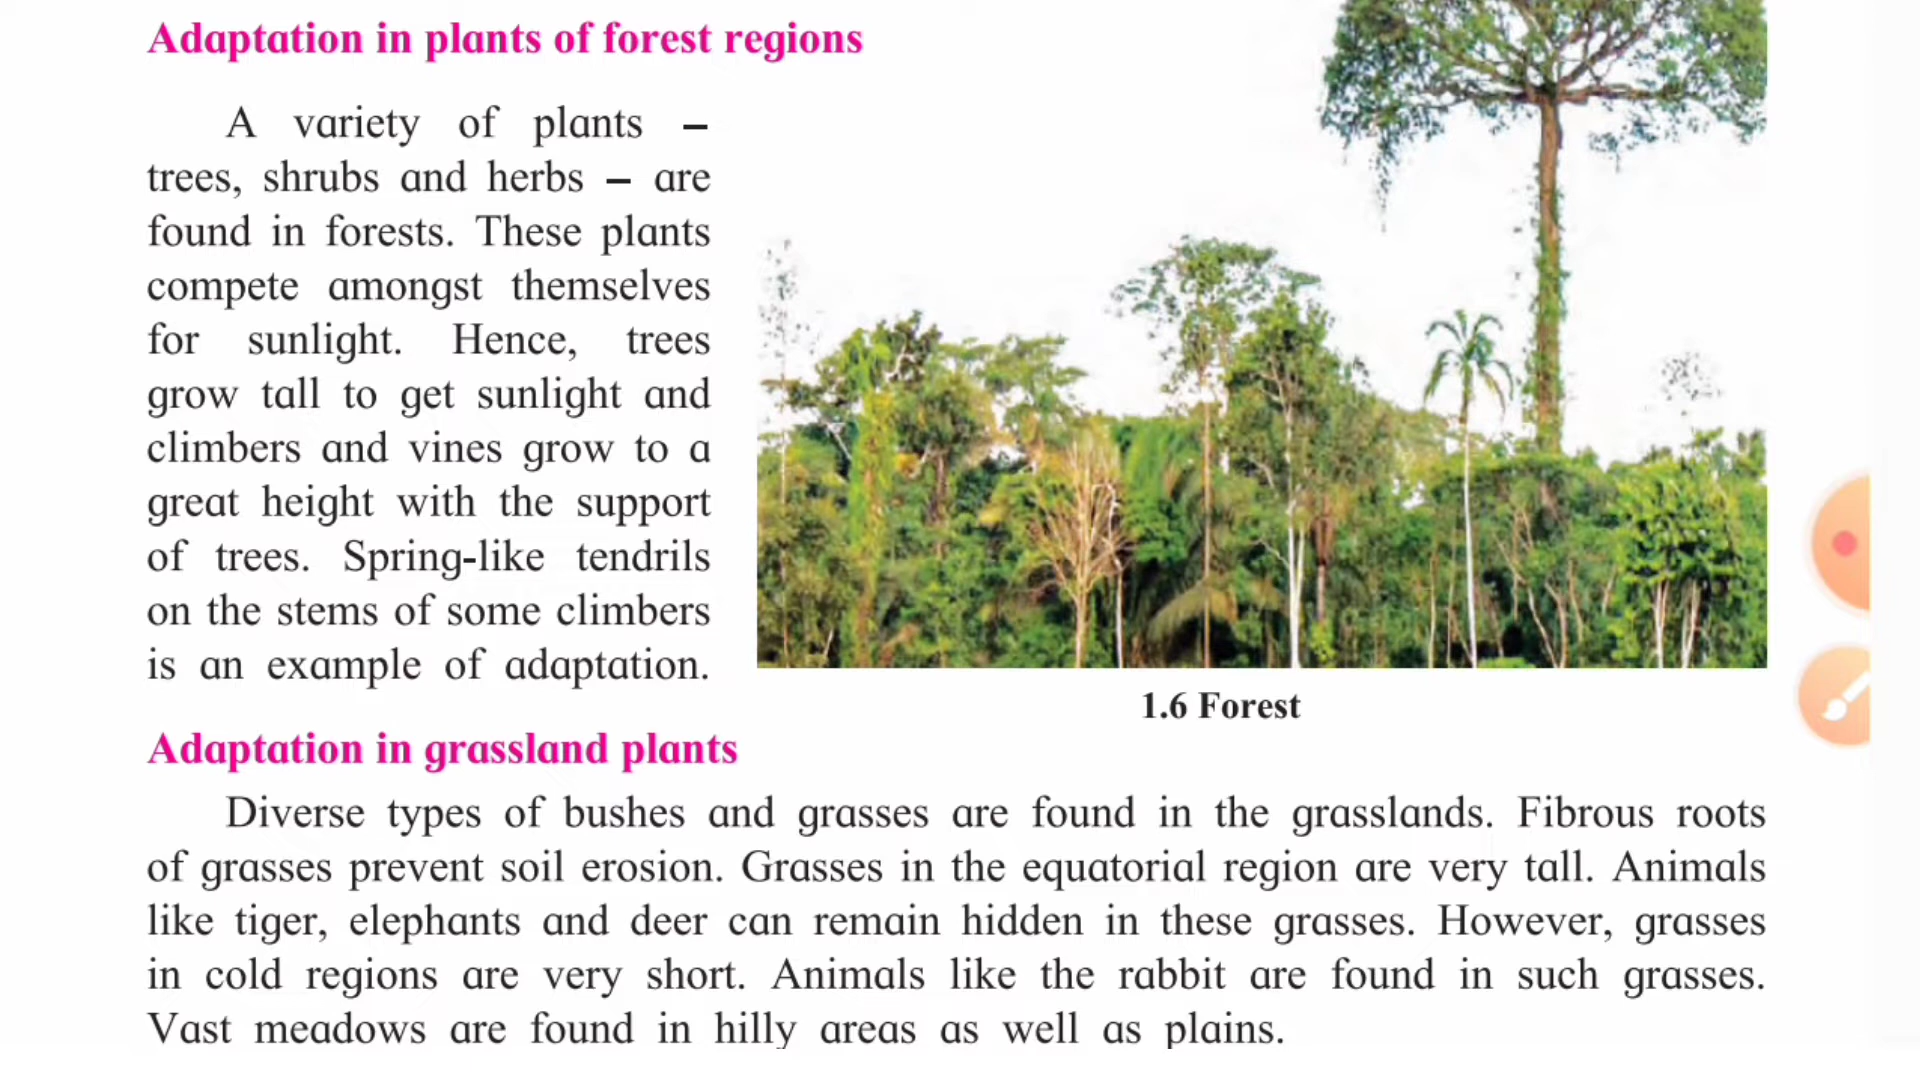 Adaptation in plants of forest regions
A variety of plants –
trees, shrubs and herbs – are
found in forests. These plants
compete amongst themselves
for sunlight. Hence, trees
grow tall to get sunlight and
climbers and vines grow to a
great height with the support
of trees. Spring-like tendrils
on the stems of some climbers
is an example of adaptation.
1.6 Forest
Adaptation in grassland plants
Diverse types of bushes and grasses are found in the grasslands. Fibrous roots
of grasses prevent soil erosion. Grasses in the equatorial region are very tall. Animals
like tiger, elephants and deer can remain hidden in these grasses. However, grasses
in cold regions are very short. Animals like the rabbit are found in such grasses.
Vast meadows are found in hilly areas as well as plains.